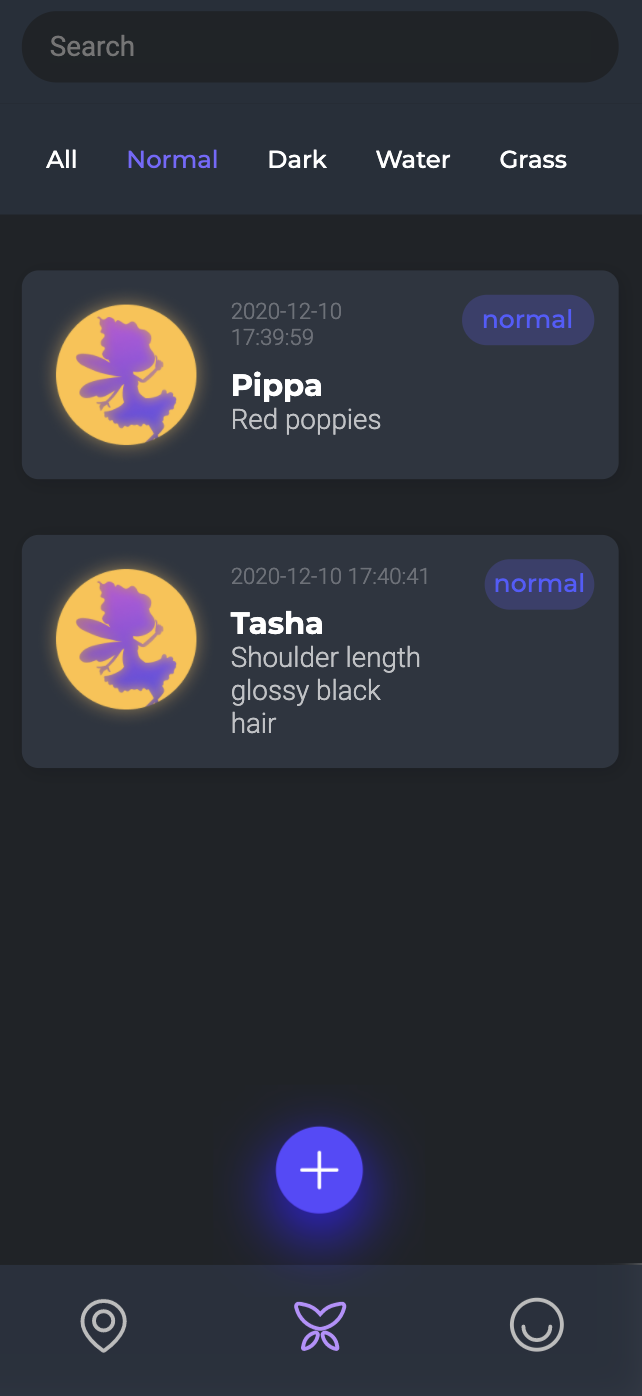 Search
All Normal Dark Water Grass
2020-12-10
17:39:59
normal
Pippa
Red poppies
2020-12-10 17:40:41
normal
Tasha
Shoulder length
glossy black
hair